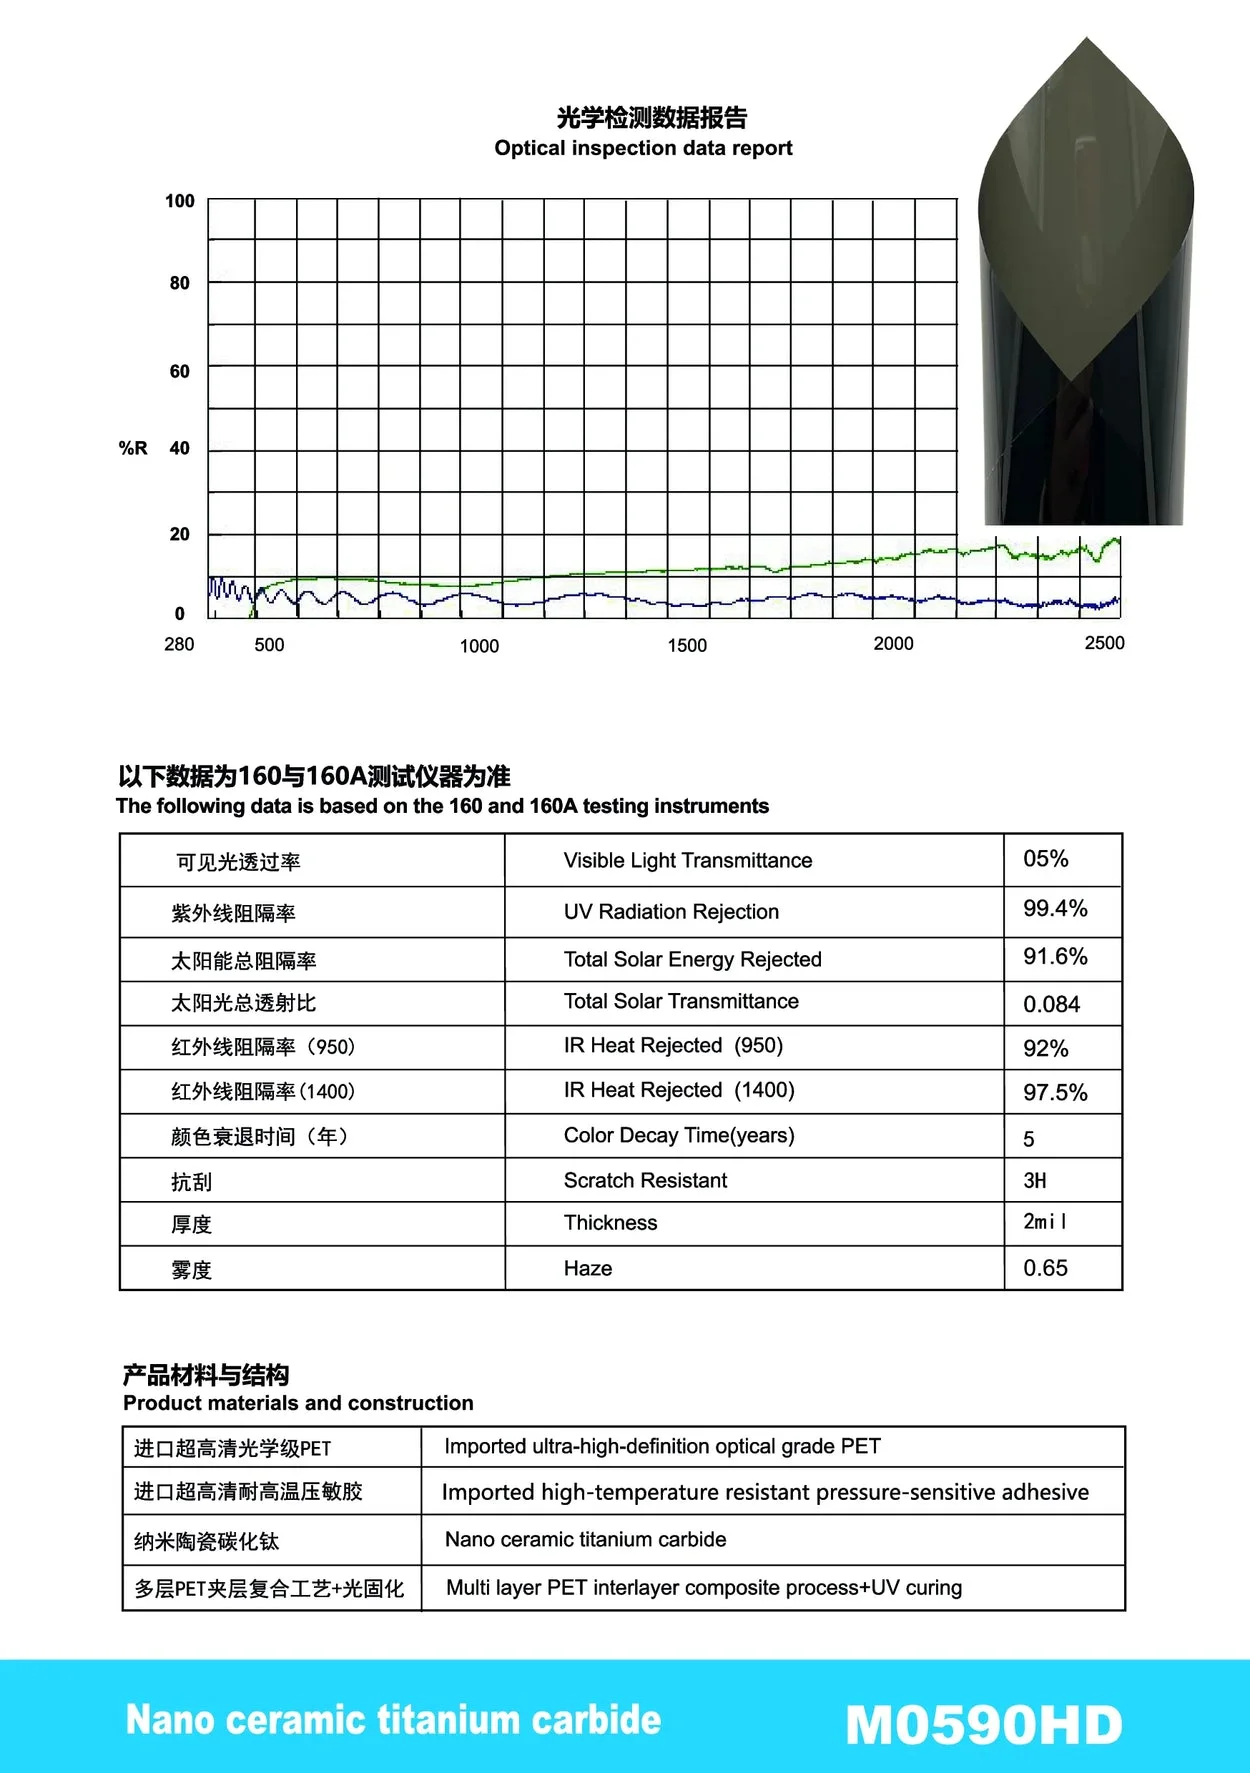 光学检测数据报告
Optical inspection data report
100
80
60
%R 40
20
0
280 500 1000 1500 2000 2500
以下数据为160与160A测试仪器为准
The following data is based on the 160 and 160A testing instruments
可见光透过率 Visible Light Transmittance 05%
紫外线阻隔率 UV Radiation Rejection 99.4%
太阳能总阻隔率 Total Solar Energy Rejected 91.6%
太阳光总透射比 Total Solar Transmittance 0.084
红外线阻隔率（950) IR Heat Rejected (950) 92%
红外线阻隔率(1400) IR Heat Rejected (1400) 97.5%
颜色衰退时间（年） Color Decay Time(years) 5
抗刮 Scratch Resistant 3H
厚度 Thickness 2mil
雾度 Haze 0.65
产品材料与结构
Product materials and construction
进口超高清光学级PET Imported ultra-high-definition optical grade PET
进口超高清耐高温压敏胶 Imported high-temperature resistant pressure-sensitive adhesive
纳米陶瓷碳化钛 Nano ceramic titanium carbide
多层PET夹层复合工艺+光固化 Multi layer PET interlayer composite process+UV curing
Nano ceramic titanium carbide M0590HD